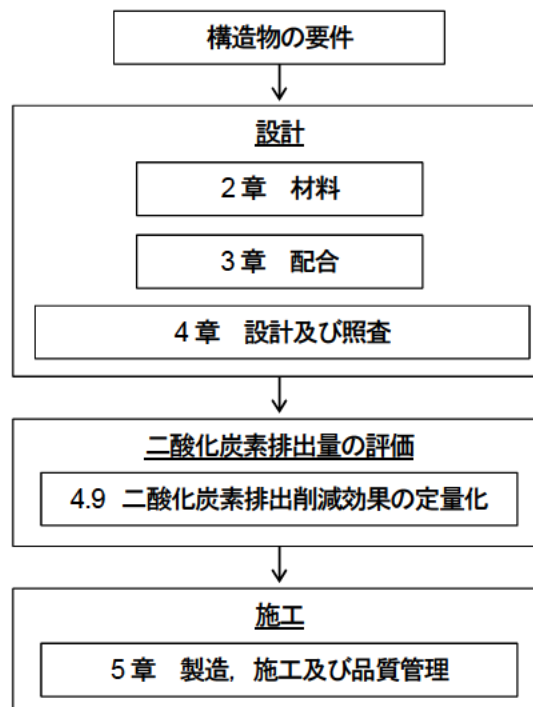 構造物の要件
設計
2章 材料
3章 配合
4章 設計及び照査
二酸化炭素排出量の評価
4.9 二酸化炭素排出削減効果の定量化
施工
5章 製造，施工及び品質管理